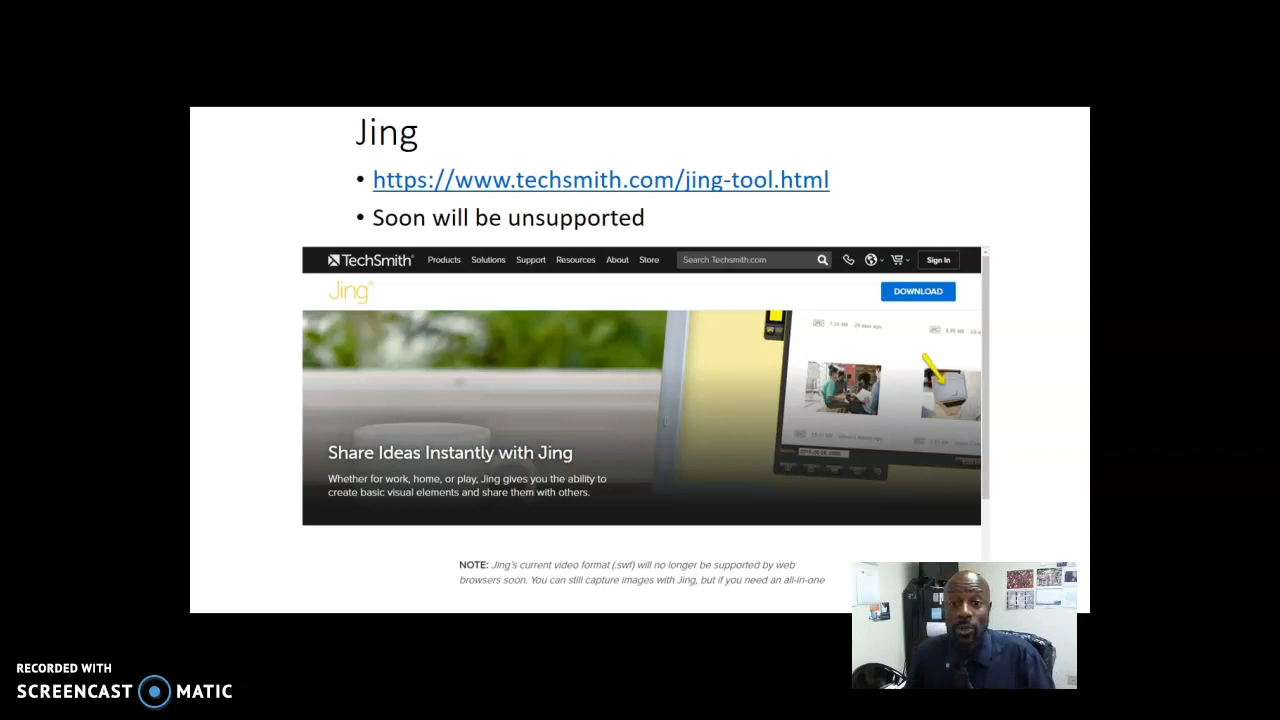 Jing
• https://www.techsmith.com/jing-tool.html
• Soon will be unsupported
TechSmith® Products Solutions Support Resources About Store Search Techsmith.com Sign In
Jing®
DOWNLOAD
Share Ideas Instantly with Jing
Whether for work, home, or play, Jing gives you the ability to
create basic visual elements and share them with others.
NOTE: Jing's current video format (.swf) will no longer be supported by web
browsers soon. You can still capture images with Jing, but if you need an all-in-one
RECORDED WITH
SCREENCAST MATIC